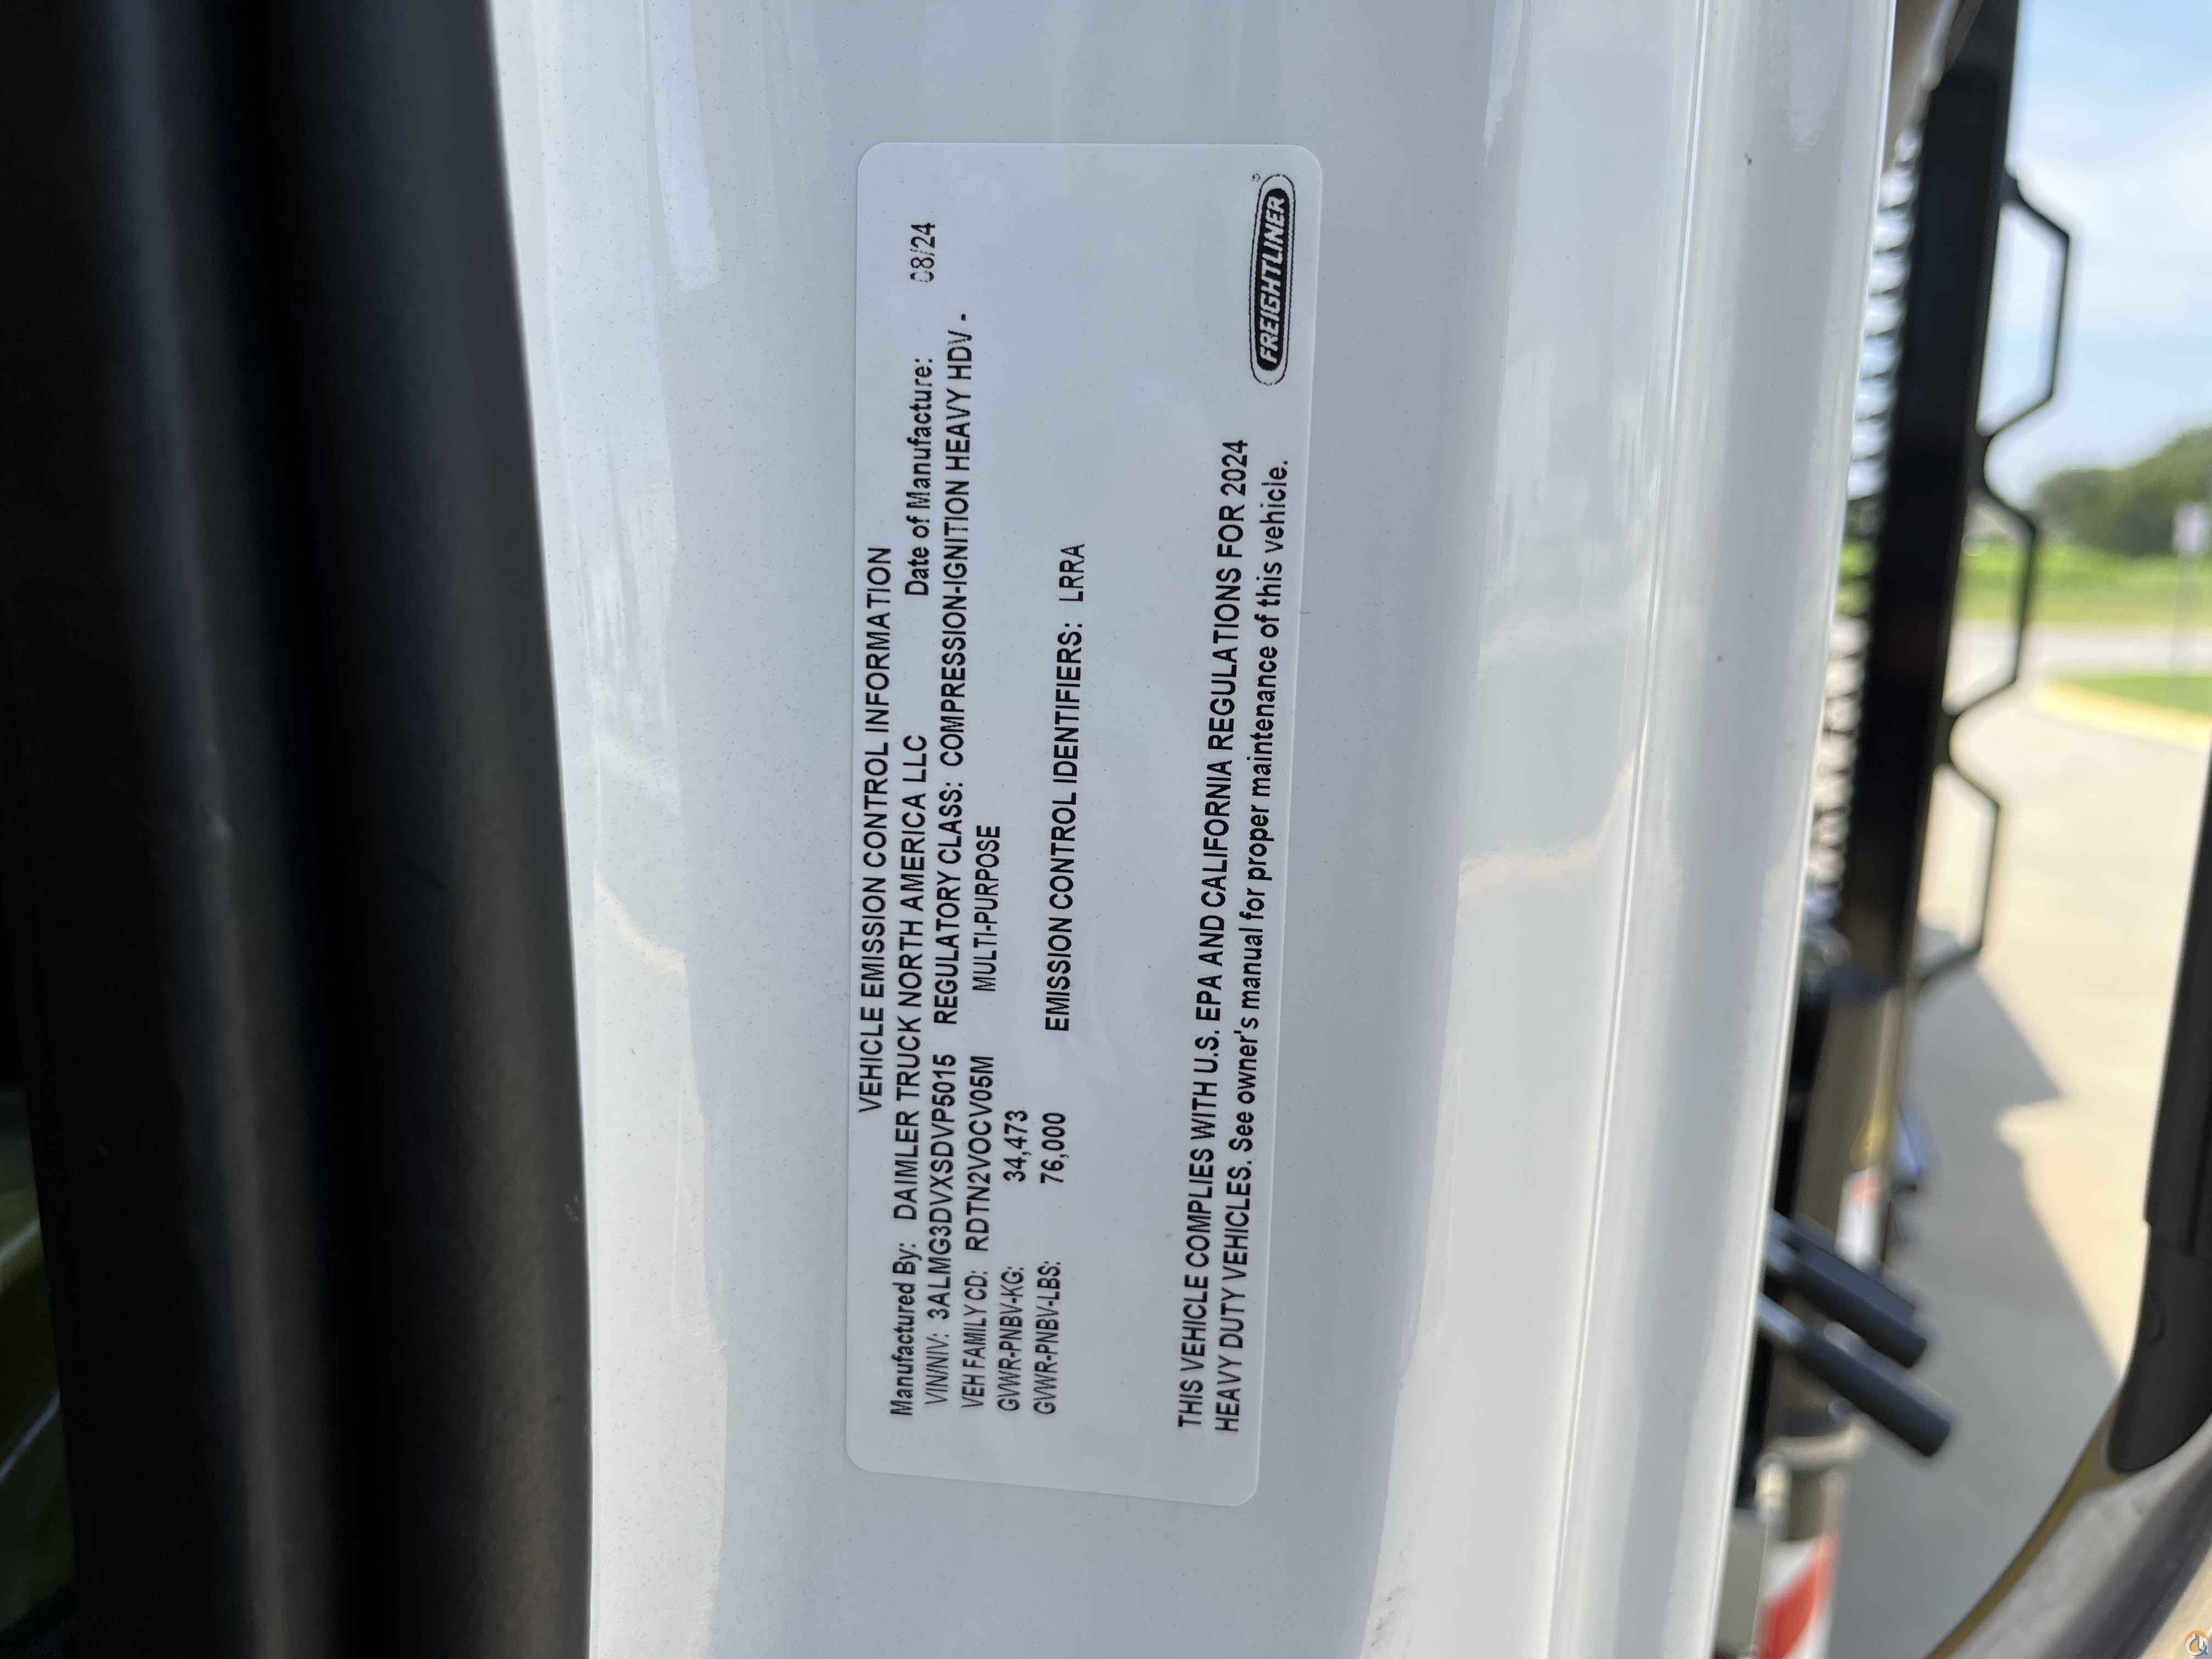 VEHICLE EMISSION CONTROL INFORMATION
Manufactured By: DAIMLER TRUCK NORTH AMERICA LLC Date of Manufacture: 08/24
VIN/NIV: 3ALMG3DVXSDVP5015 REGULATORY CLASS: COMPRESSION-IGNITION HEAVY HDV -
VEH FAMILY CD: RDTN2VOCV05M MULTI-PURPOSE
GVWR-PNBV-KG: 34,473
GVWR-PNBV-LBS: 76,000 EMISSION CONTROL IDENTIFIERS: LRRA
THIS VEHICLE COMPLIES WITH U.S. EPA AND CALIFORNIA REGULATIONS FOR 2024
HEAVY DUTY VEHICLES. See owner's manual for proper maintenance of this vehicle.
FREIGHTLINER®